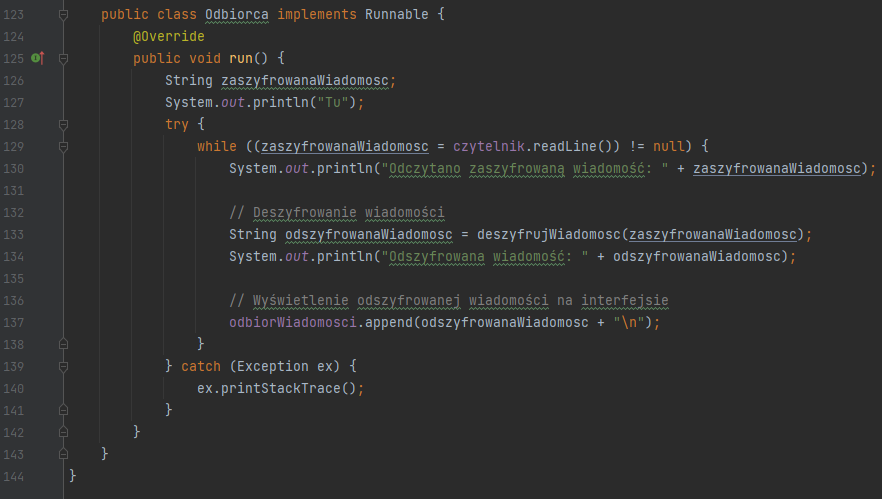 123 public class Odbiorca implements Runnable {
124 @Override
125 public void run() {
126 String zaszyfrowanaWiadomosc;
127 System.out.println("Tu");
128 try {
129 while ((zaszyfrowanaWiadomosc = czytelnik.readLine()) != null) {
130 System.out.println("Odczytano zaszyfrowaną wiadomość: " + zaszyfrowanaWiadomosc);
131
132 // Deszyfrowanie wiadomości
133 String odszyfrowanaWiadomosc = deszyfrujWiadomosc(zaszyfrowanaWiadomosc);
134 System.out.println("Odszyfrowana wiadomość: " + odszyfrowanaWiadomosc);
135
136 // Wyświetlenie odszyfrowanej wiadomości na interfejsie
137 odbiorWiadomosci.append(odszyfrowanaWiadomosc + "\n");
138 }
139 } catch (Exception ex) {
140 ex.printStackTrace();
141 }
142 }
143 }
144 }